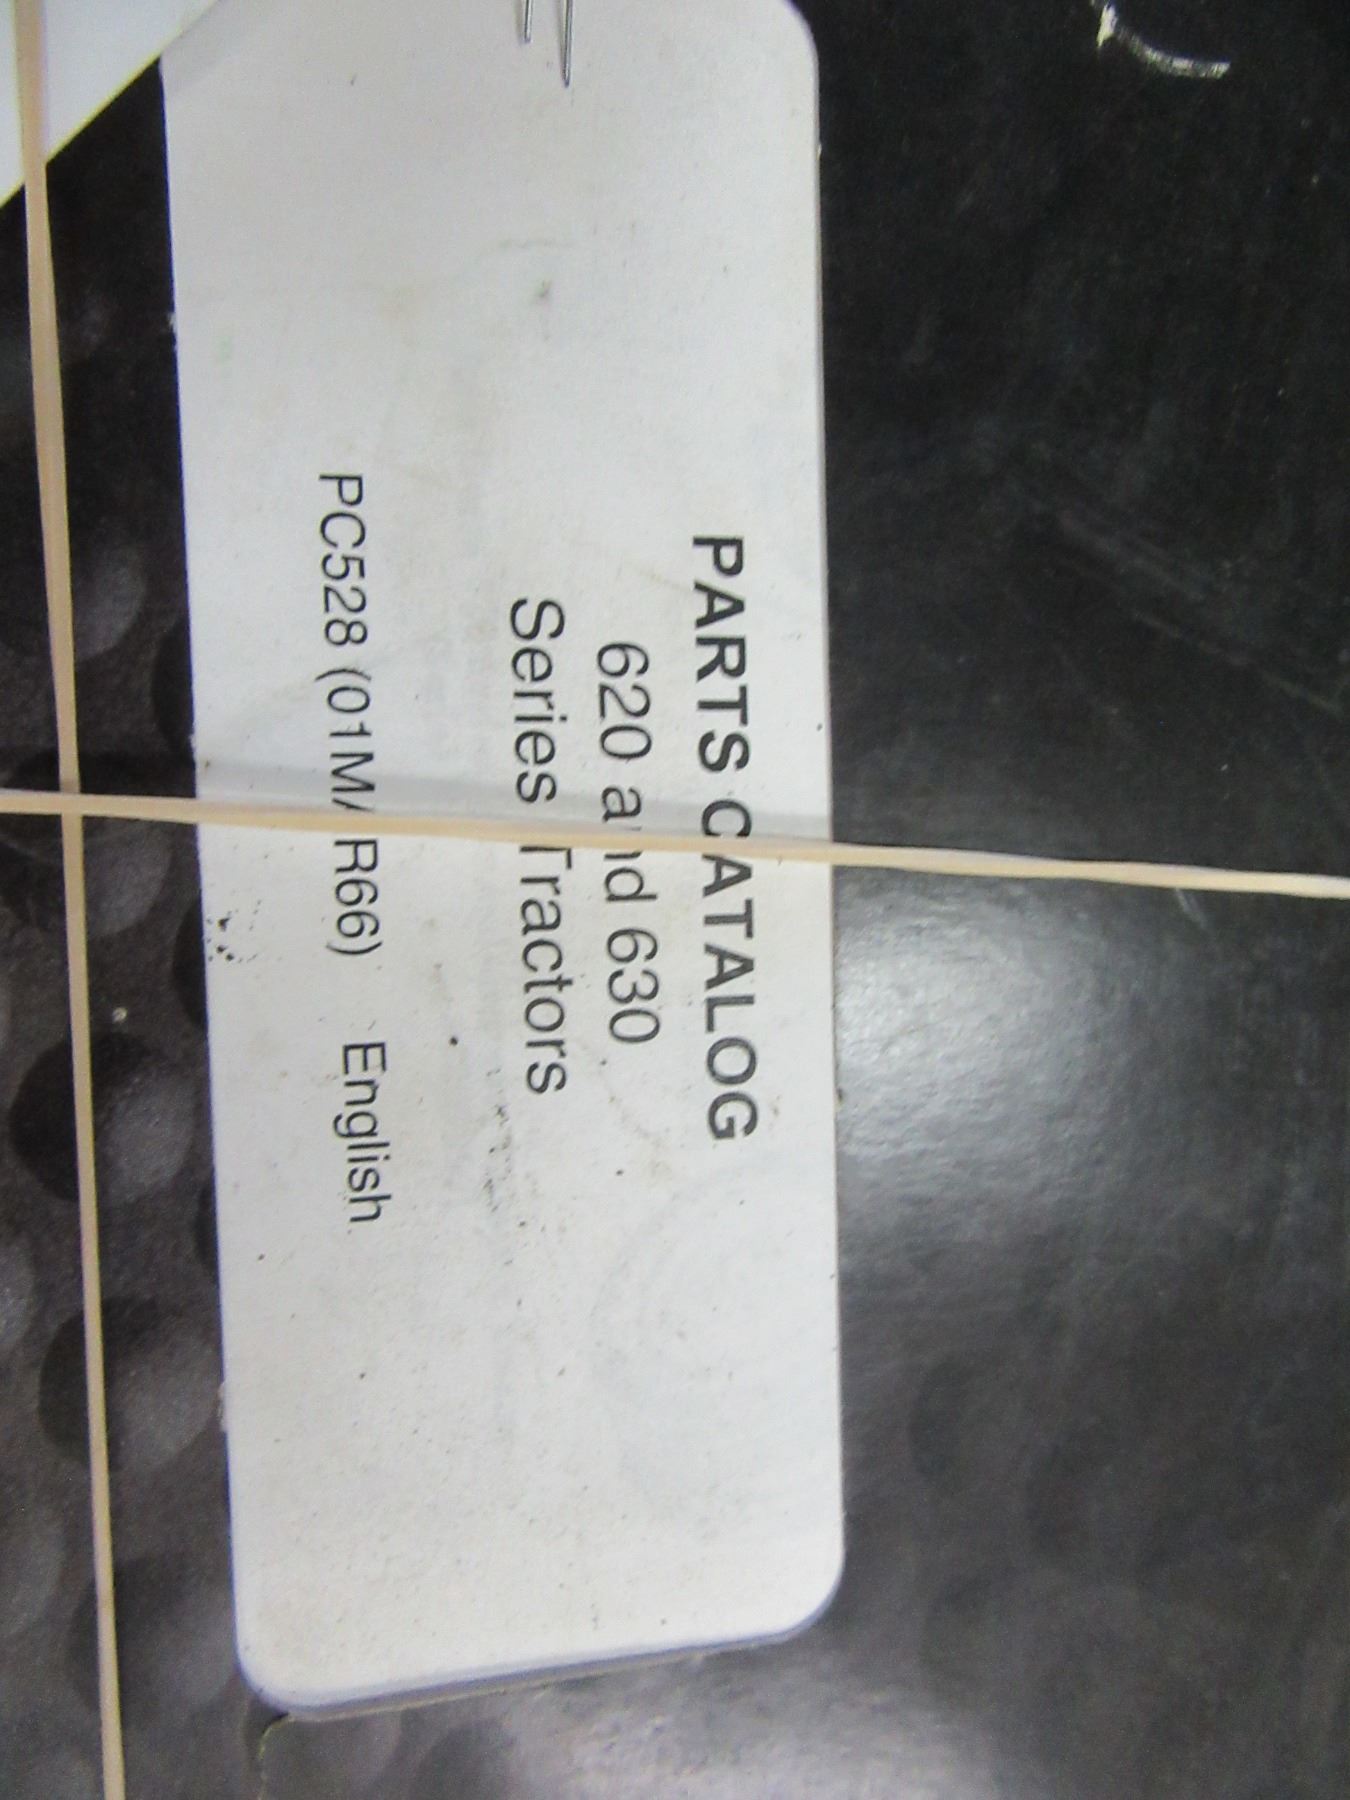 PARTS CATALOG
620 and 630
Series Tractors
PC528 (01MAR66) English